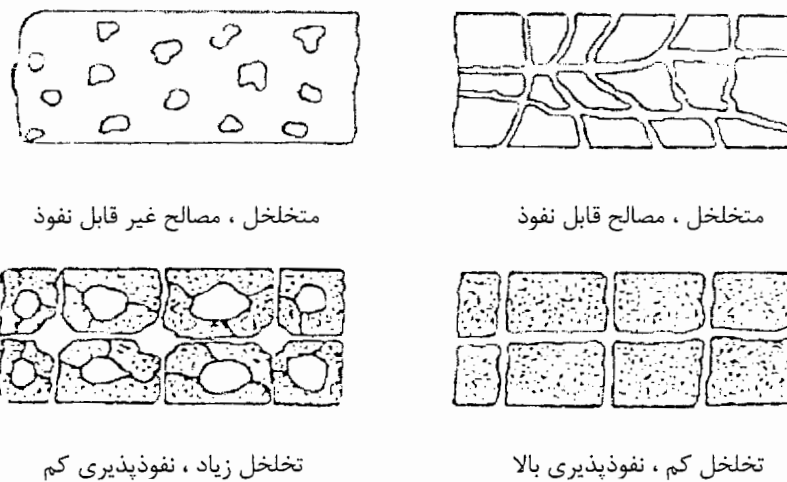 متخلخل ، مصالح قابل نفوذ
متخلخل ، مصالح غیر قابل نفوذ
تخلخل کم ، نفوذپذیری بالا
تخلخل زیاد ، نفوذپذیری کم